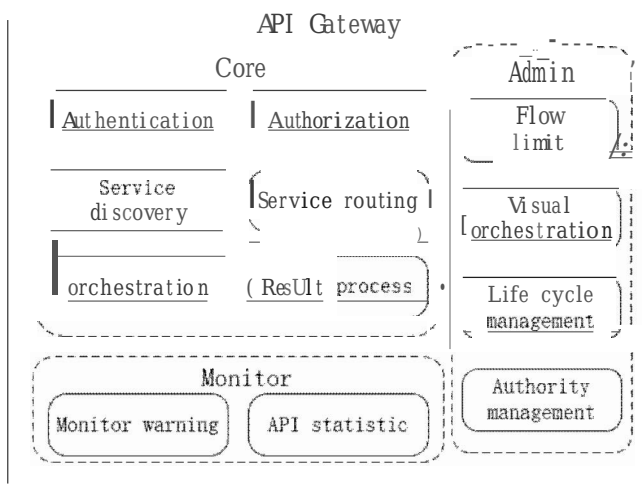 API Gateway
Core
Authentication
Authorization
Service
discovery
Service routing
orchestration
ResUlt process
Monitor
Monitor warning
API statistic
Admin
Flow
limit
Visual
orchestration
Life cycle
management
Authority
management